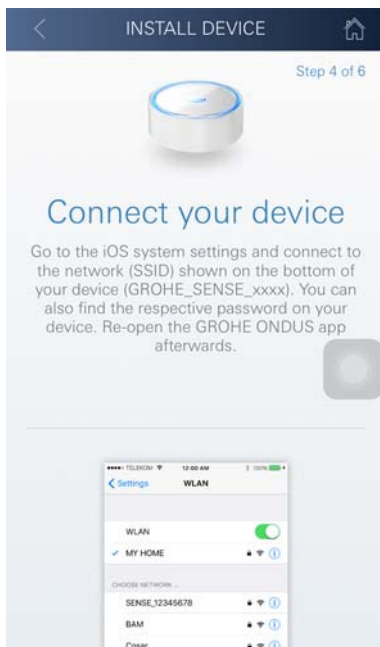 INSTALL DEVICE
Step 4 of 6
Connect your device
Go to the iOS system settings and connect to
the network (SSID) shown on the bottom of
your device (GROHE_SENSE_xxxx). You can
also find the respective password on your
device. Re-open the GROHE ONDUS app
afterwards.
TELEKOM 12:00 AM 100%
Settings WLAN
WLAN
MY HOME
CHOOSE NETWORK ...
SENSE_12345678
BAM